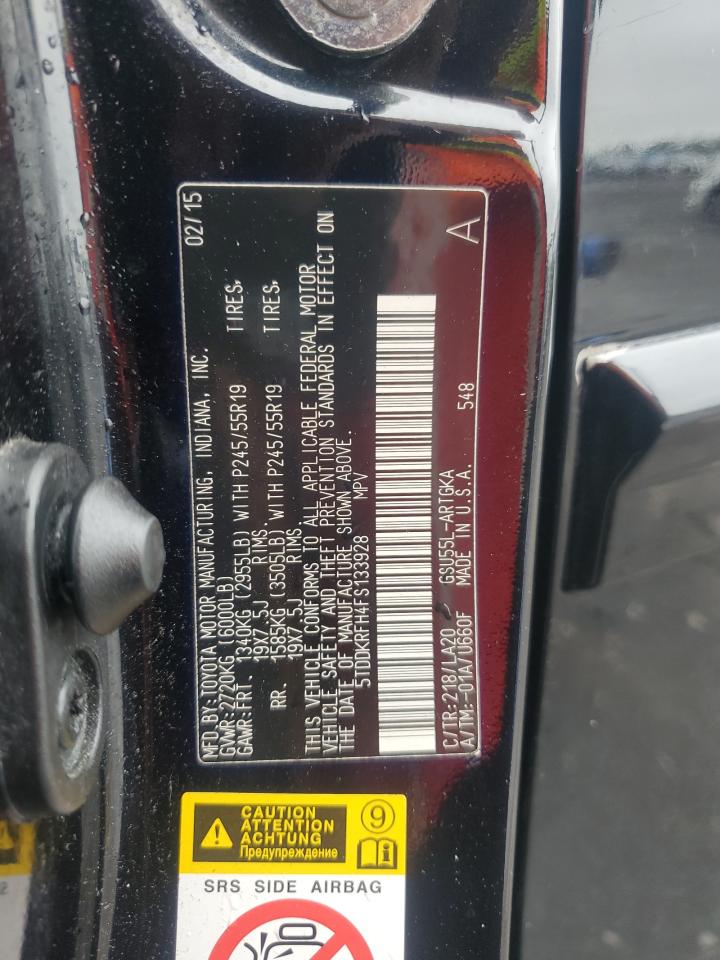 MFD. BY: TOYOTA MOTOR MANUFACTURING, INDIANA, INC. 02/15
GVWR: 2720KG (6000LB)
GAWR: FRT. 1340KG (2955LB) WITH P245/55R19 TIRES,
19X7.5J RIMS.
RR. 1585KG (3505LB) WITH P245/55R19 TIRES,
19X7.5J RIMS.
THIS VEHICLE CONFORMS TO ALL APPLICABLE FEDERAL MOTOR
VEHICLE SAFETY AND THEFT PREVENTION STANDARDS IN EFFECT ON
THE DATE OF MANUFACTURE SHOWN ABOVE.
5TDDKRFH4FS133928 MPV
C/TR: 218/LA20 GSU55L-ARTGKA
A/TM: -01A/U660F MADE IN U.S.A. 548 A
CAUTION
ATTENTION
ACHTUNG
Предупреждение
9
SRS SIDE AIRBAG